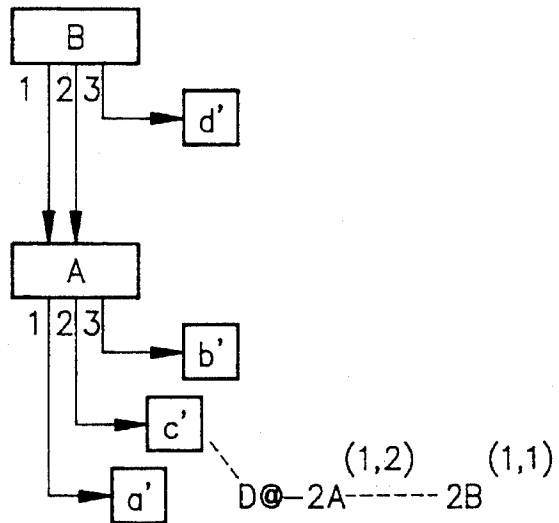 B
1 2 3
d'
A
1 2 3
b'
c'
(1,2) (1,1)
D@-2A------2B
a'